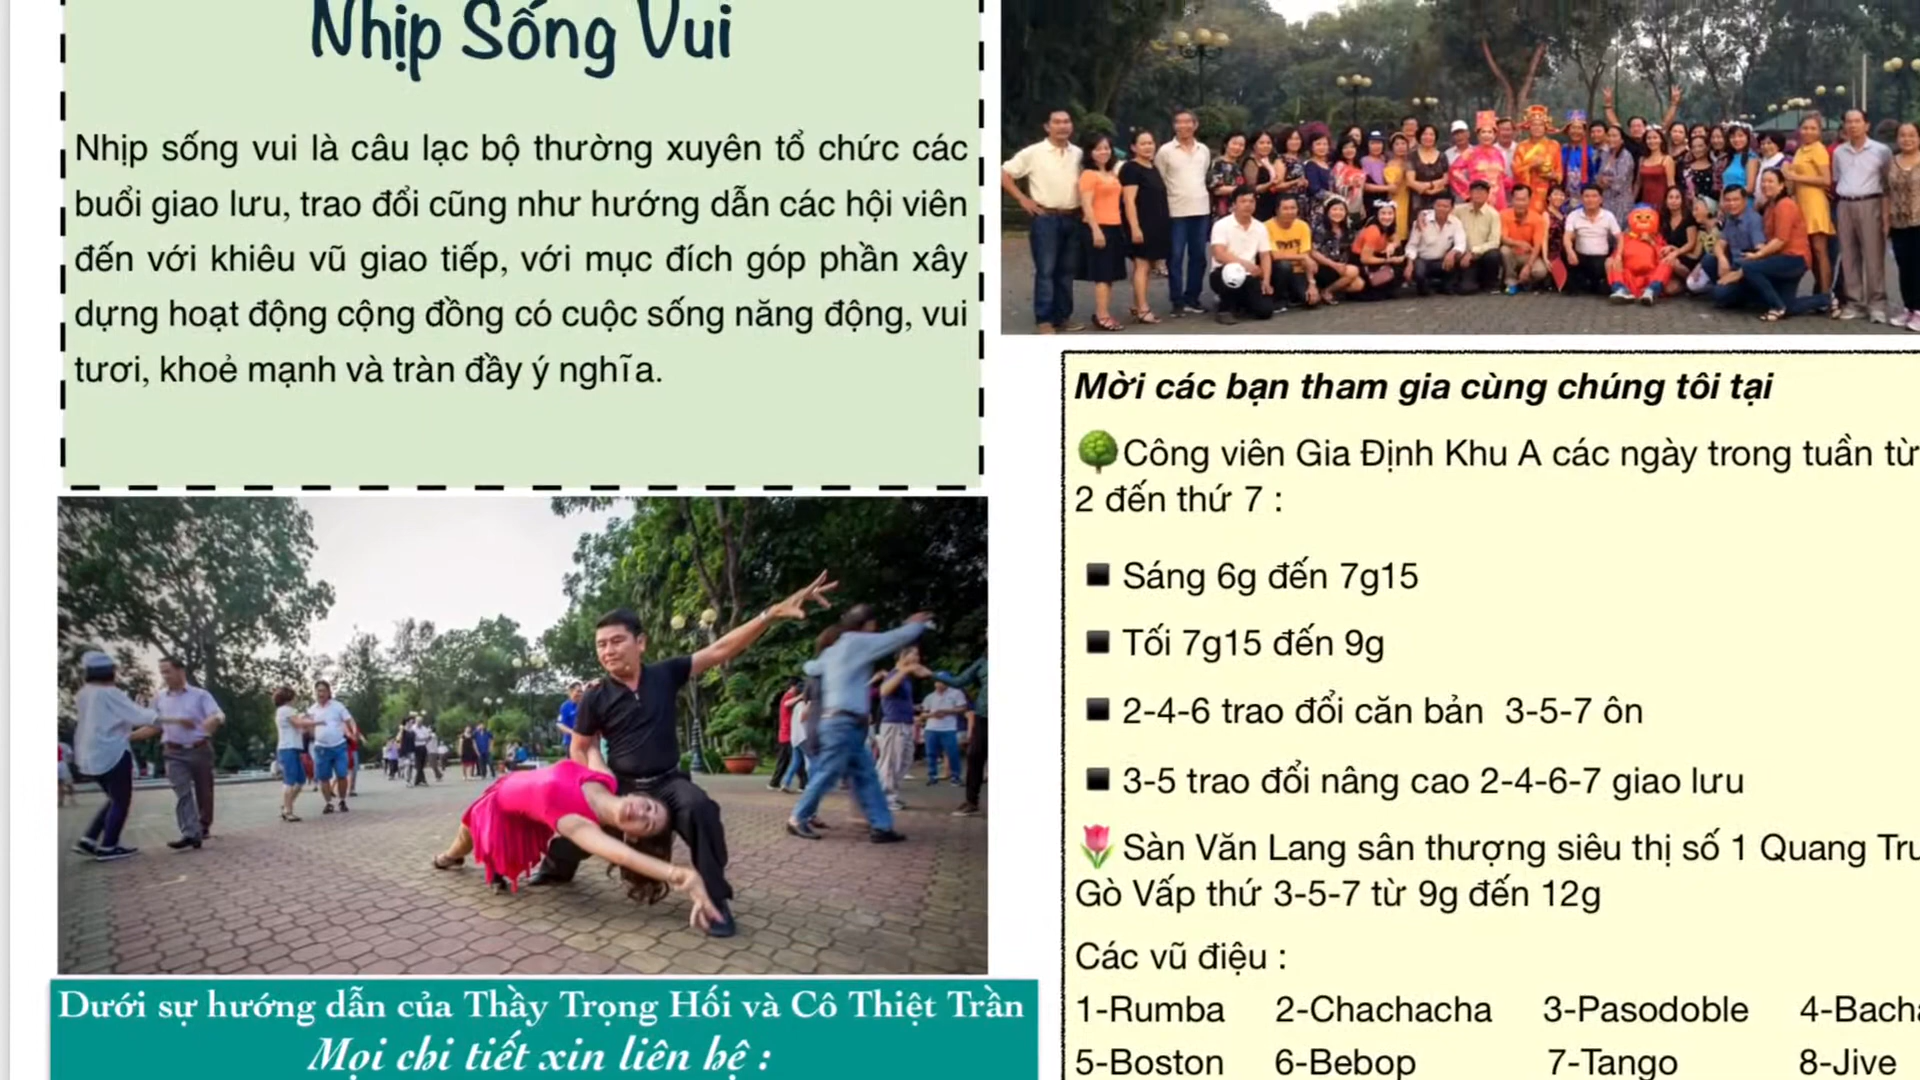 Nhịp Sống Vui
Nhịp sống vui là câu lạc bộ thường xuyên tổ chức các
buổi giao lưu, trao đổi cũng như hướng dẫn các hội viên
đến với khiêu vũ giao tiếp, với mục đích góp phần xây
dựng hoạt động cộng đồng có cuộc sống năng động, vui
tươi, khoẻ mạnh và tràn đầy ý nghĩa.
Dưới sự hướng dẫn của Thầy Trọng Hối và Cô Thiệt Trần
Mọi chi tiết xin liên hệ :
Mời các bạn tham gia cùng chúng tôi tại
Công viên Gia Định Khu A các ngày trong tuần từ
2 đến thứ 7 :
Sáng 6g đến 7g15
Tối 7g15 đến 9g
2-4-6 trao đổi căn bản 3-5-7 ôn
3-5 trao đổi nâng cao 2-4-6-7 giao lưu
Sàn Văn Lang sân thượng siêu thị số 1 Quang
Gò Vấp thứ 3-5-7 từ 9g đến 12g
Các vũ điệu :
1-Rumba 2-Chachacha 3-Pasodoble
5-Boston 6-Bebop 7-Tango 8-Jive